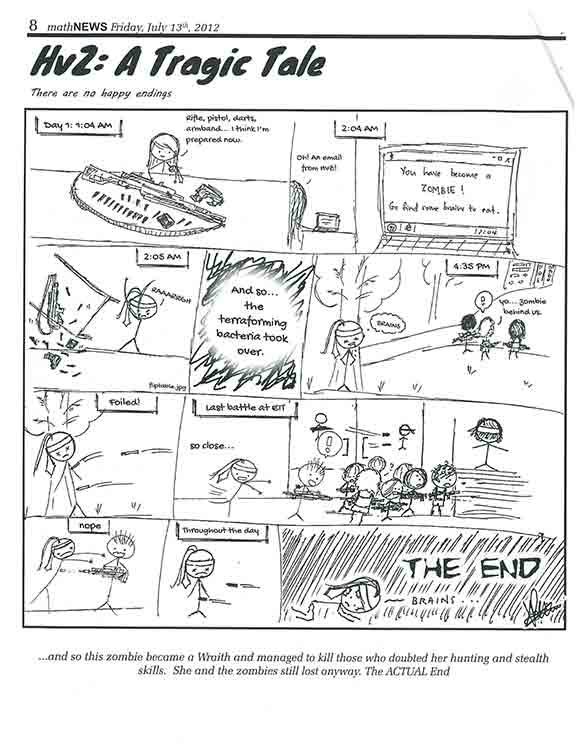 8 mathNEWS Friday, July 13th, 2012
HvZ: A Tragic Tale
There are no happy endings
Day 1: 1:04 AM
Rifle, pistol, darts,
armband... I think I'm
prepared now.
2:04 AM
Oh! An email
from HVZ!
You have become a
ZOMBIE!
Go find some brains to eat.
2:05 AM
RAAAARRGH
fliptable.jpg
And so...
the
terraforming
bacteria took
over.
4:35 PM
BRAINS
yo... zombie
behind us.
Foiled!
Last battle at EIT
so close...
nope
Throughout the day
THE END
BRAINS ...
...and so this zombie became a Wraith and managed to kill those who doubted her hunting and stealth
skills. She and the zombies still lost anyway. The ACTUAL End